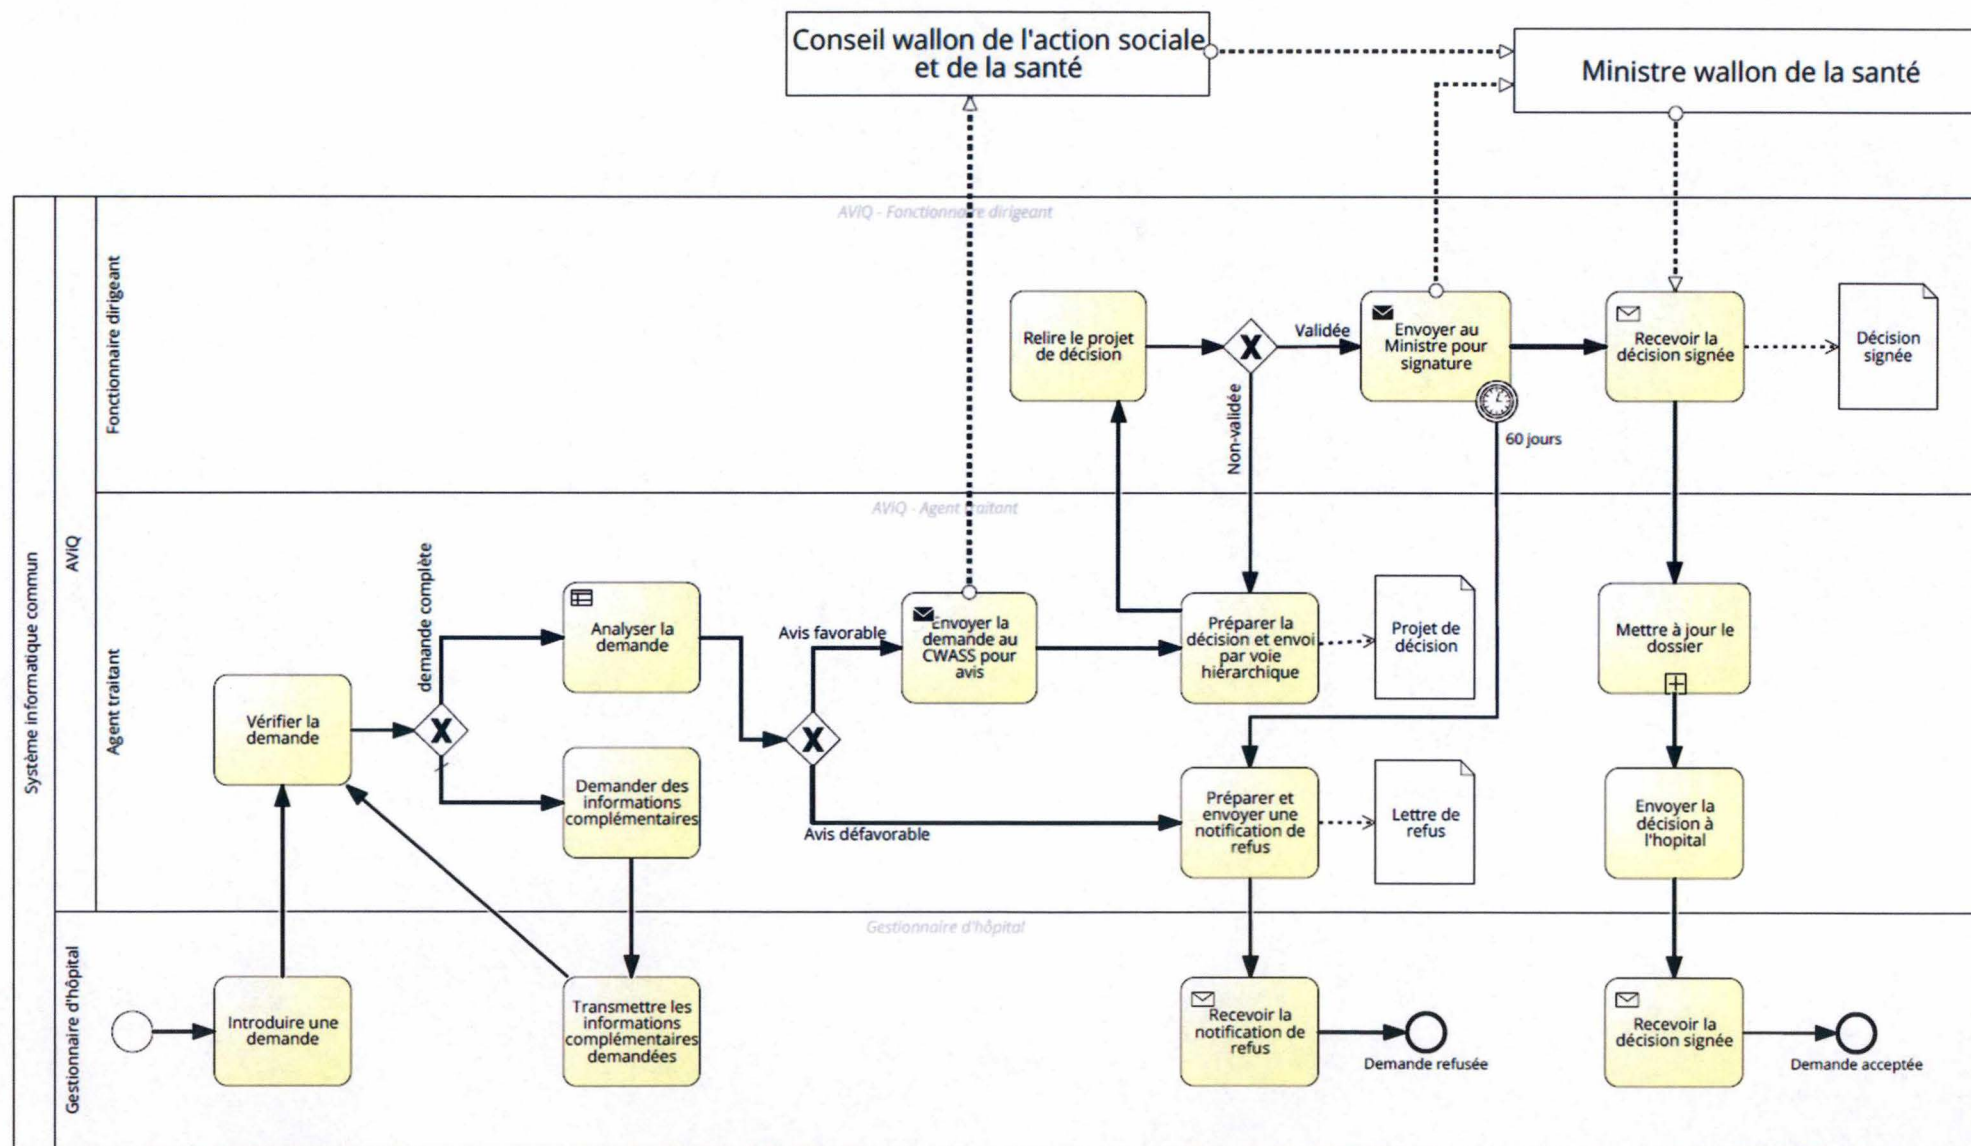 Conseil wallon de l'action sociale
et de la santé
Ministre wallon de la santé
Système informatique commun
AViQ
Fonctionnaire dirigeant
AViQ - Fonctionnaire dirigeant
Relire le projet
de décision
Validée
Non-validée
Envoyer au
Ministre pour
signature
60 jours
Recevoir la
décision signée
Décision
signée
Agent traitant
AViQ - Agent traitant
Vérifier la
demande
demande complète
Analyser la
demande
Demander des
informations
complémentaires
Avis favorable
Avis défavorable
Envoyer la
demande au
CWASS pour
avis
Préparer la
décision et envoi
par voie
hiérarchique
Projet de
décision
Préparer et
envoyer une
notification de
refus
Lettre de
refus
Mettre à jour le
dossier
Envoyer la
décision à
l'hopital
Gestionnaire d'hôpital
Gestionnaire d'hôpital
Introduire une
demande
Transmettre les
informations
complémentaires
demandées
Recevoir la
notification de
refus
Demande refusée
Recevoir la
décision signée
Demande acceptée